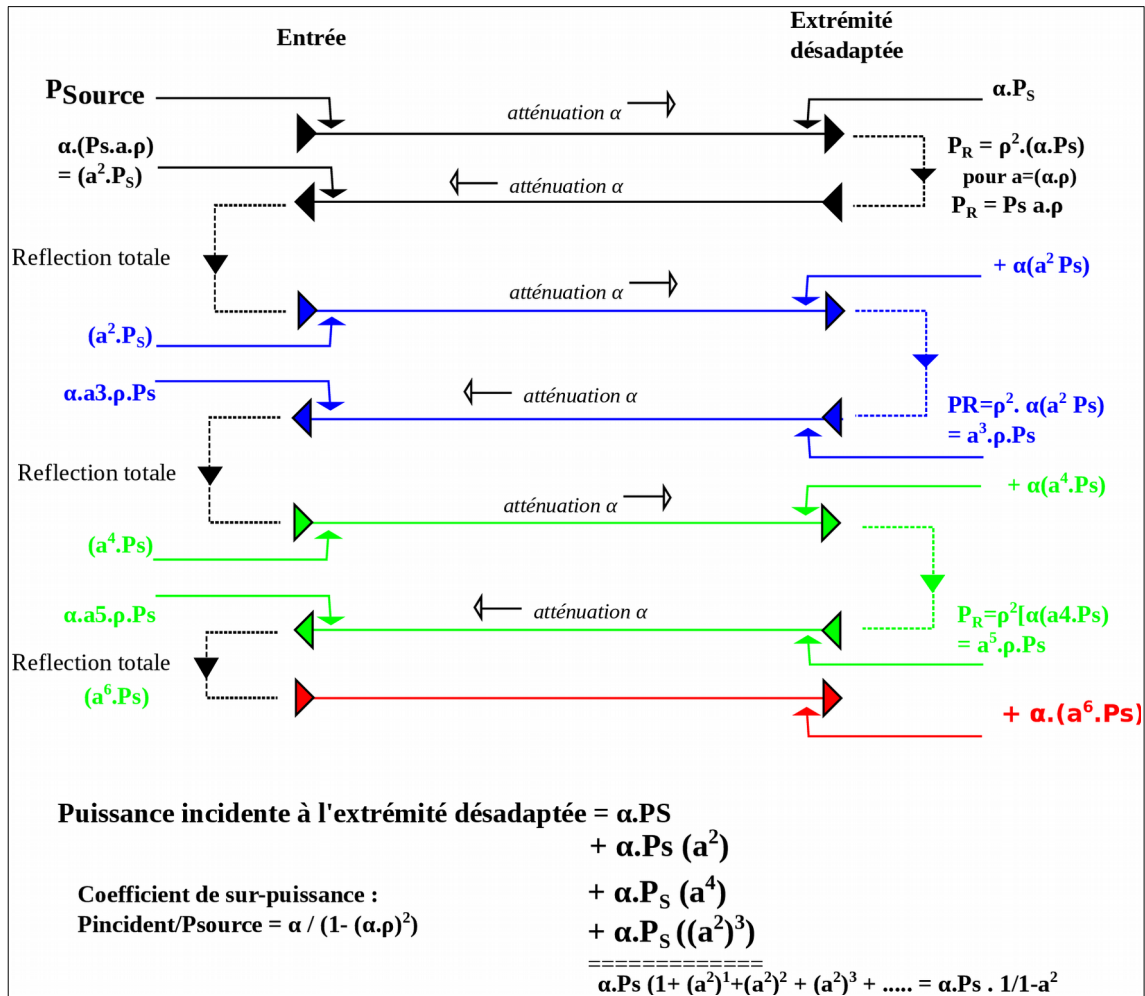 Entrée
Extrémité
désadaptée
PSource
atténuation α
α.PS
α.(Ps.a.ρ)
= (a².PS)
atténuation α
PR = ρ².(α.Ps)
pour a=(α.ρ)
PR = Ps a.ρ
Reflection totale
+ α(a² Ps)
atténuation α
(a².PS)
α.a3.ρ.Ps
atténuation α
PR=ρ². α(a² Ps)
= a³.ρ.Ps
Reflection totale
+ α(a⁴.Ps)
atténuation α
(a⁴.Ps)
α.a5.ρ.Ps
atténuation α
PR=ρ²[α(a4.Ps)
= a⁵.ρ.Ps
Reflection totale
(a⁶.Ps)
+ α.(a⁶.Ps)
Puissance incidente à l'extrémité désadaptée = α.PS
+ α.Ps (a²)
Coefficient de sur-puissance :
+ α.PS (a⁴)
Pincident/Psource = α / (1- (α.ρ)²)
+ α.PS ((a²)³)
=============
α.Ps (1+ (a²)¹+(a²)² + (a²)³ + ..... = α.Ps . 1/1-a²